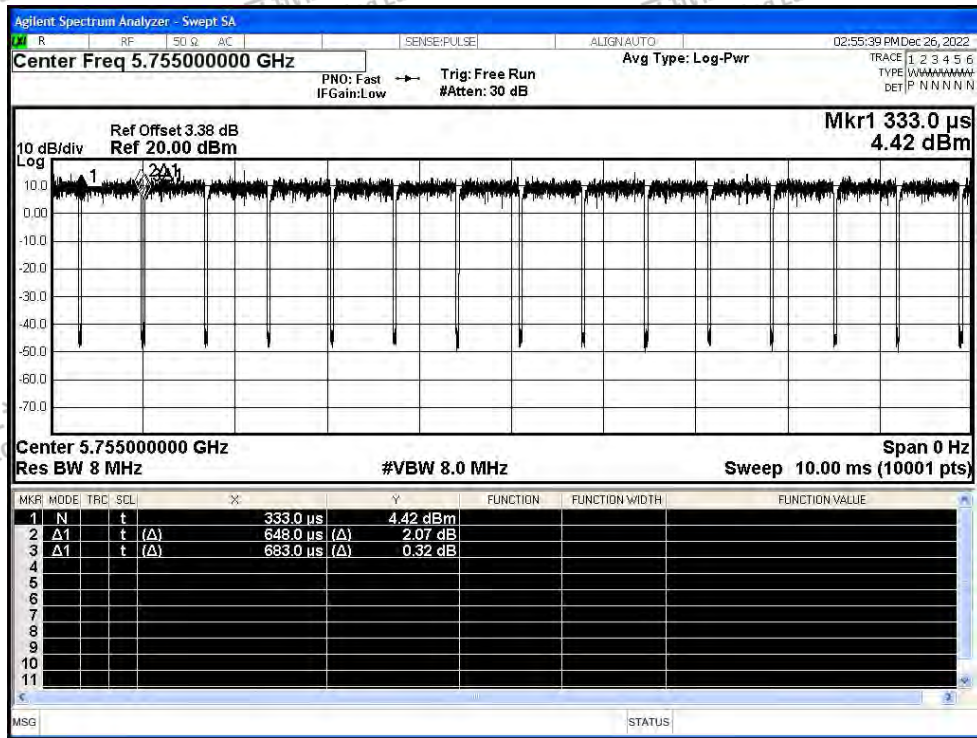 Agilent Spectrum Analyzer - Swept SA
LXI R RF 50 Ω AC SENSE:PULSE ALIGN AUTO 02:55:39 PM Dec 26, 2022
Center Freq 5.755000000 GHz
PNO: Fast
IFGain:Low
Trig: Free Run
#Atten: 30 dB
Avg Type: Log-Pwr
TRACE 1 2 3 4 5 6
TYPE WWWWWW
DET P N N N N N
Mkr1 333.0 µs
4.42 dBm
Ref Offset 3.38 dB
10 dB/div Ref 20.00 dBm
Log
1
2Δ1
10.0
0.00
-10.0
-20.0
-30.0
-40.0
-50.0
-60.0
-70.0
Center 5.755000000 GHz Span 0 Hz
Res BW 8 MHz #VBW 8.0 MHz Sweep 10.00 ms (10001 pts)
MKR MODE TRC SCL X Y FUNCTION FUNCTION WIDTH FUNCTION VALUE
1 N t 333.0 µs 4.42 dBm
2 Δ1 t (Δ) 648.0 µs (Δ) 2.07 dB
3 Δ1 t (Δ) 683.0 µs (Δ) 0.32 dB
4
5
6
7
8
9
10
11
MSG STATUS